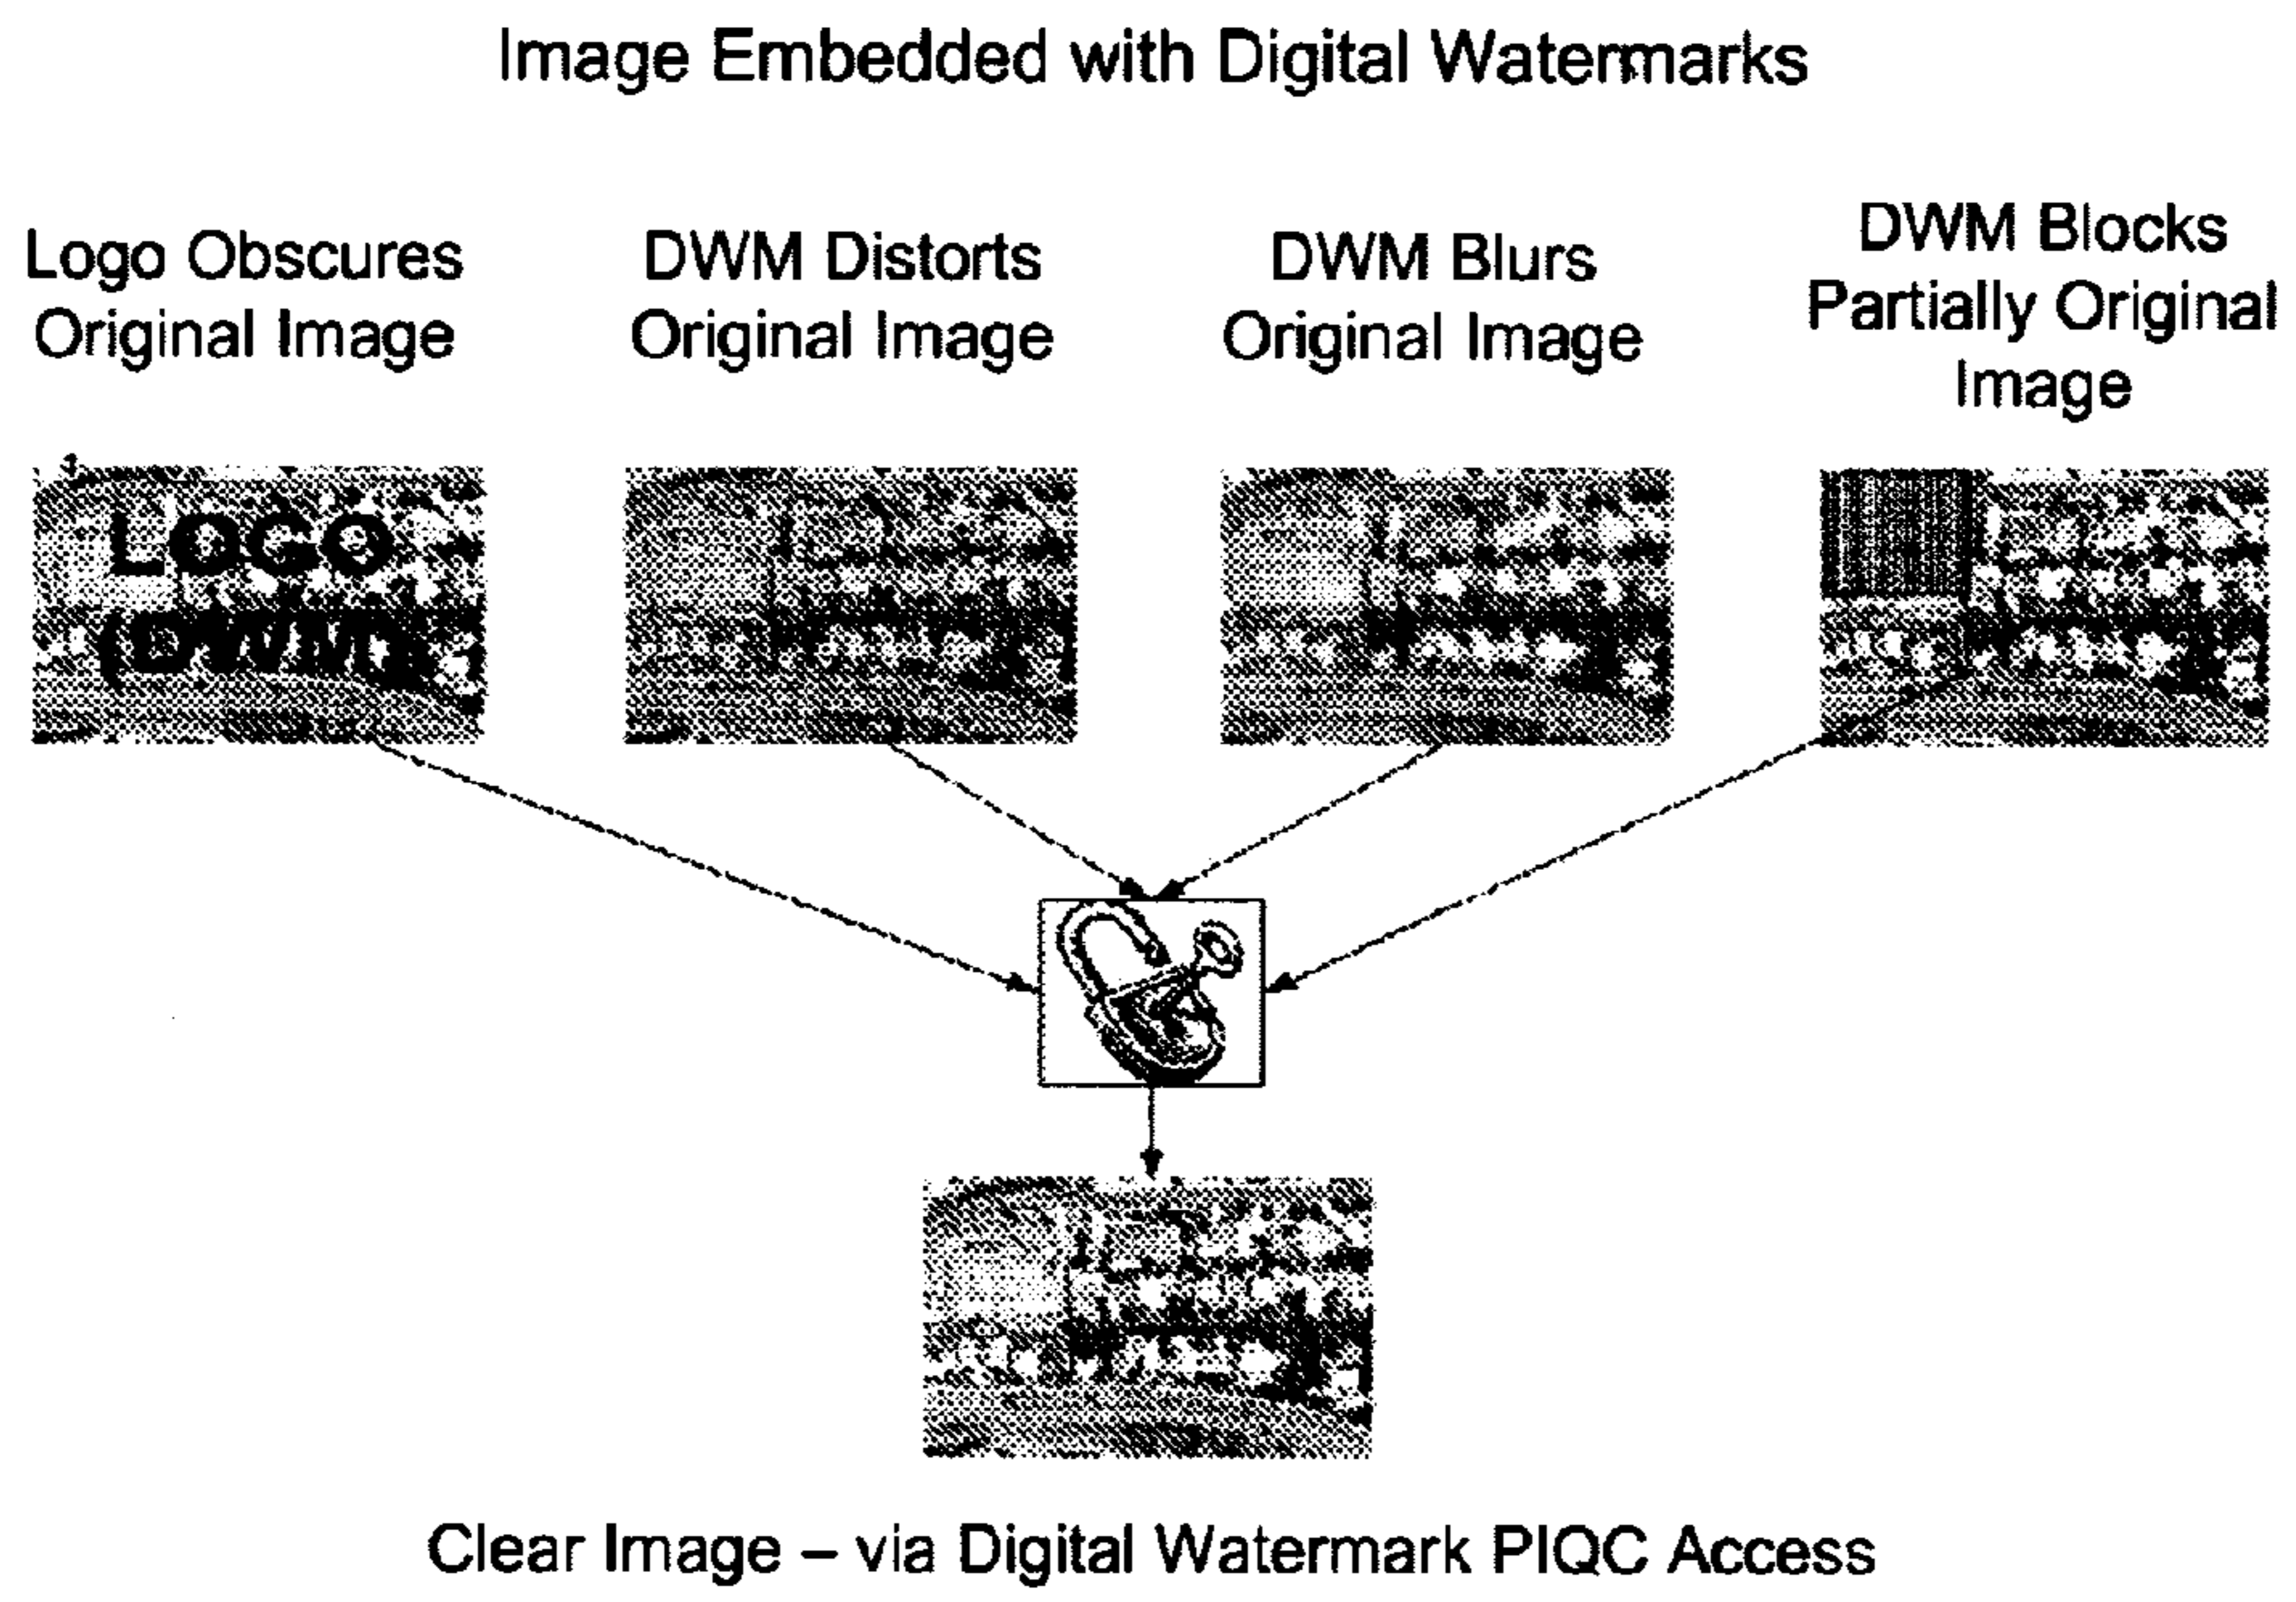 Image Embedded with Digital Watermarks
Logo Obscures
Original Image
DWM Distorts
Original Image
DWM Blurs
Original Image
DWM Blocks
Partially Original
Image
LOGO
(DWM)
Clear Image – via Digital Watermark PIQC Access